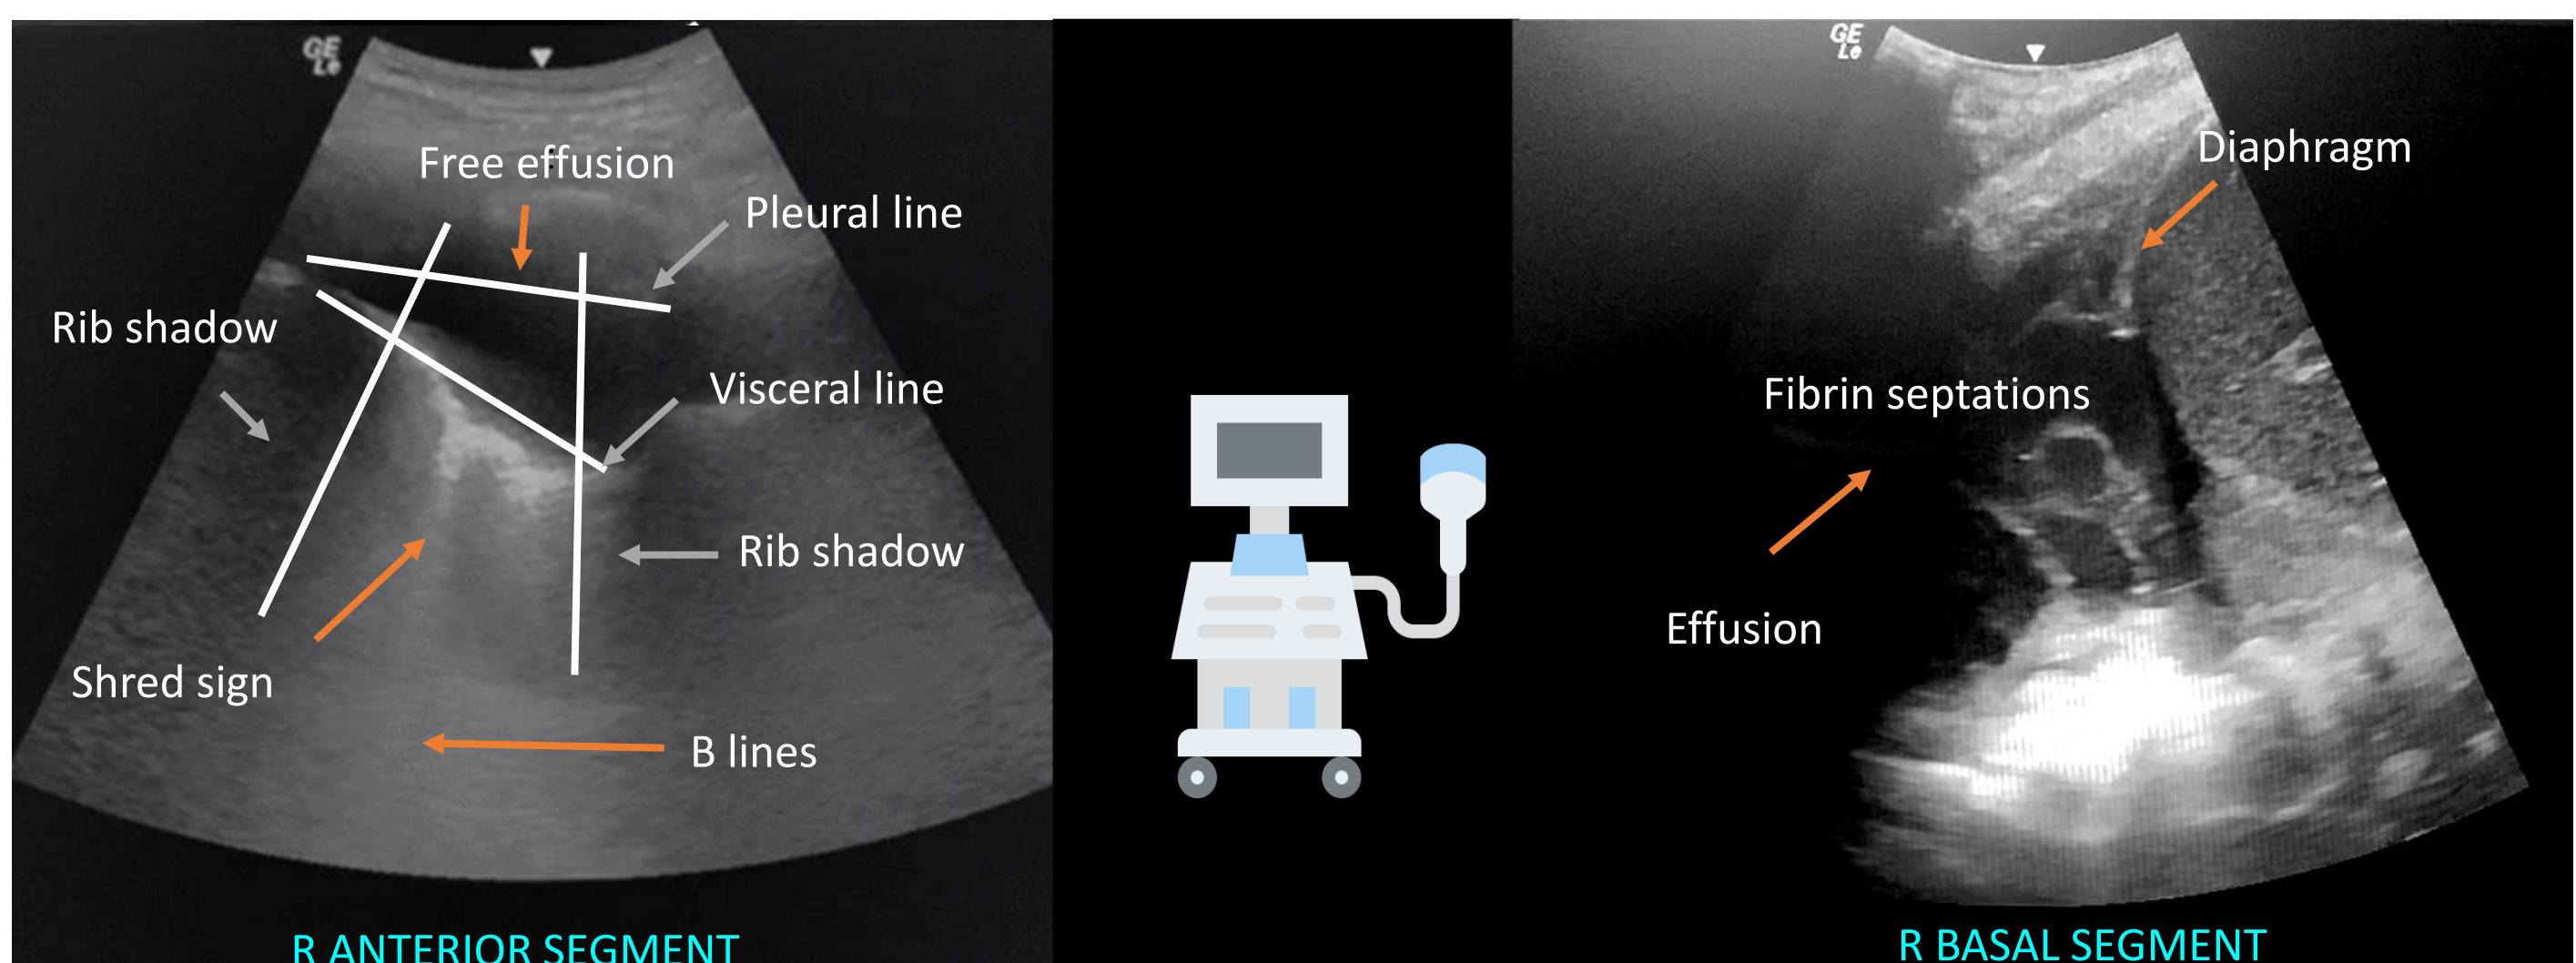 GE
L
Free effusion
Pleural line
Rib shadow
Visceral line
Rib shadow
Shred sign
B lines
R ANTERIOR SEGMENT
GE
L
Diaphragm
Fibrin septations
Effusion
R BASAL SEGMENT